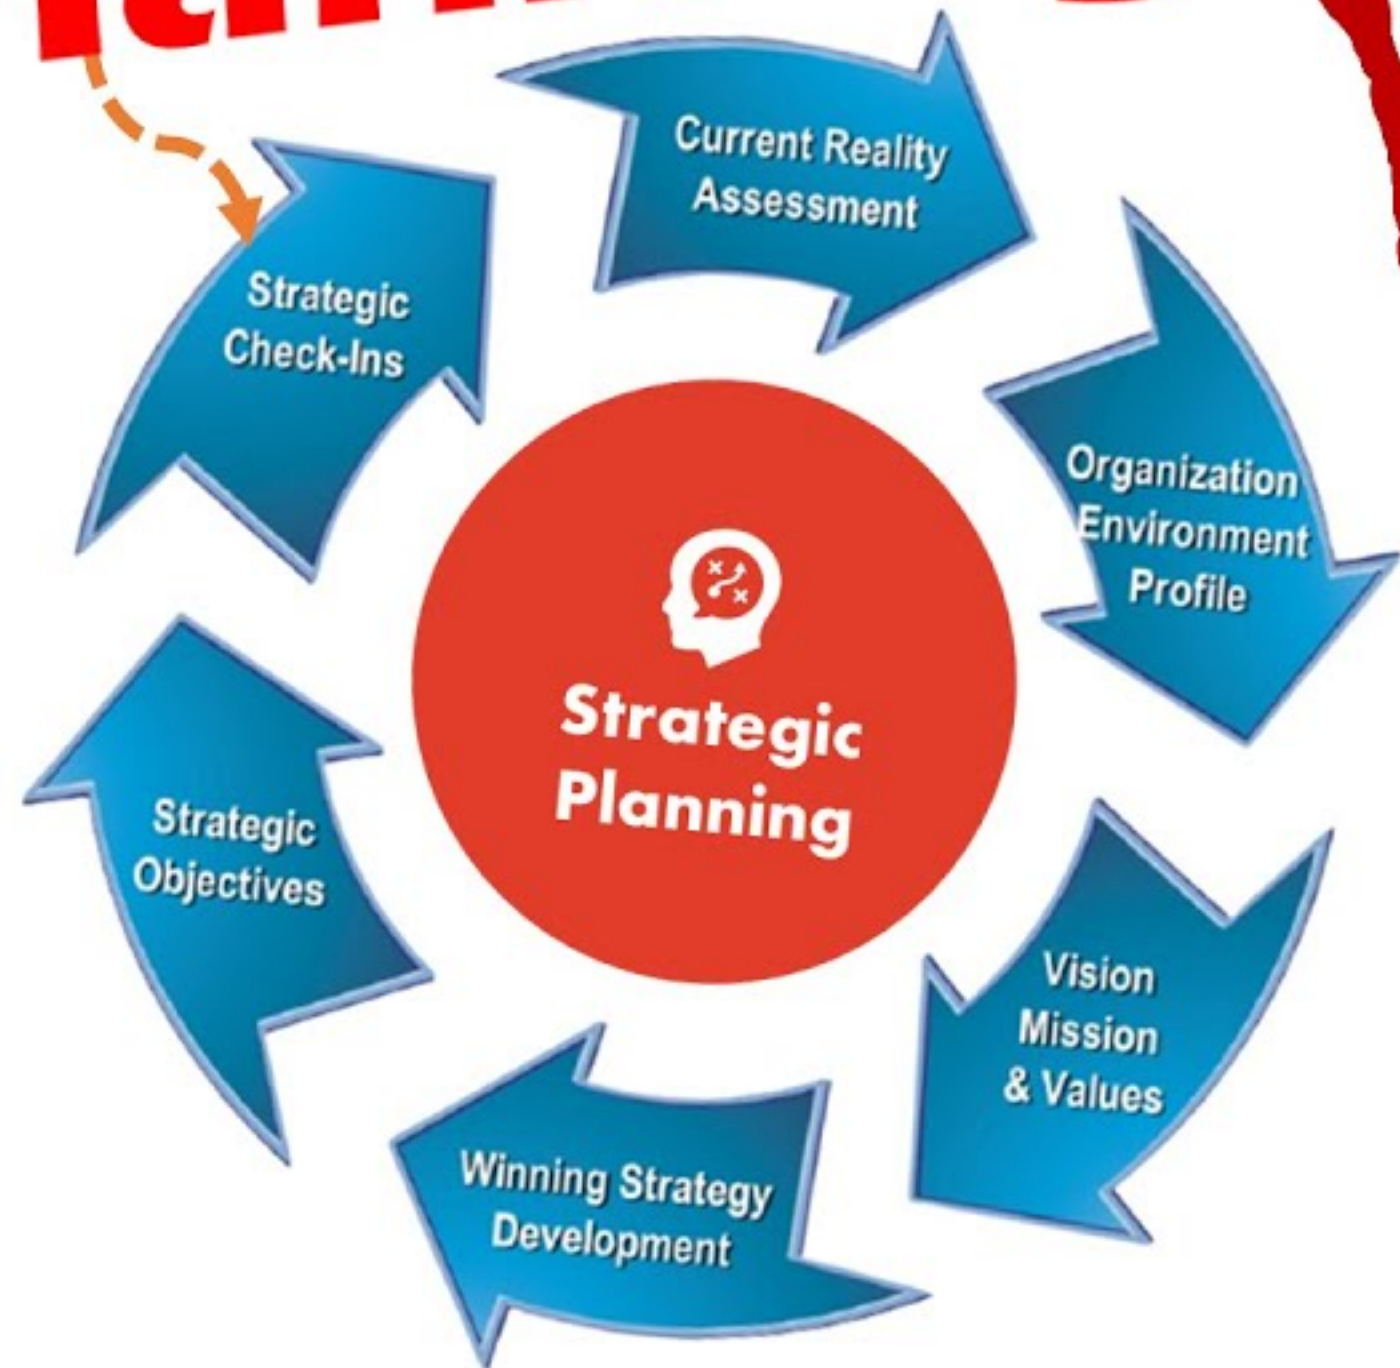 Current Reality
Assessment
Organization
Environment
Profile
Vision
Mission
& Values
Winning Strategy
Development
Strategic
Objectives
Strategic
Check-Ins
Strategic
Planning